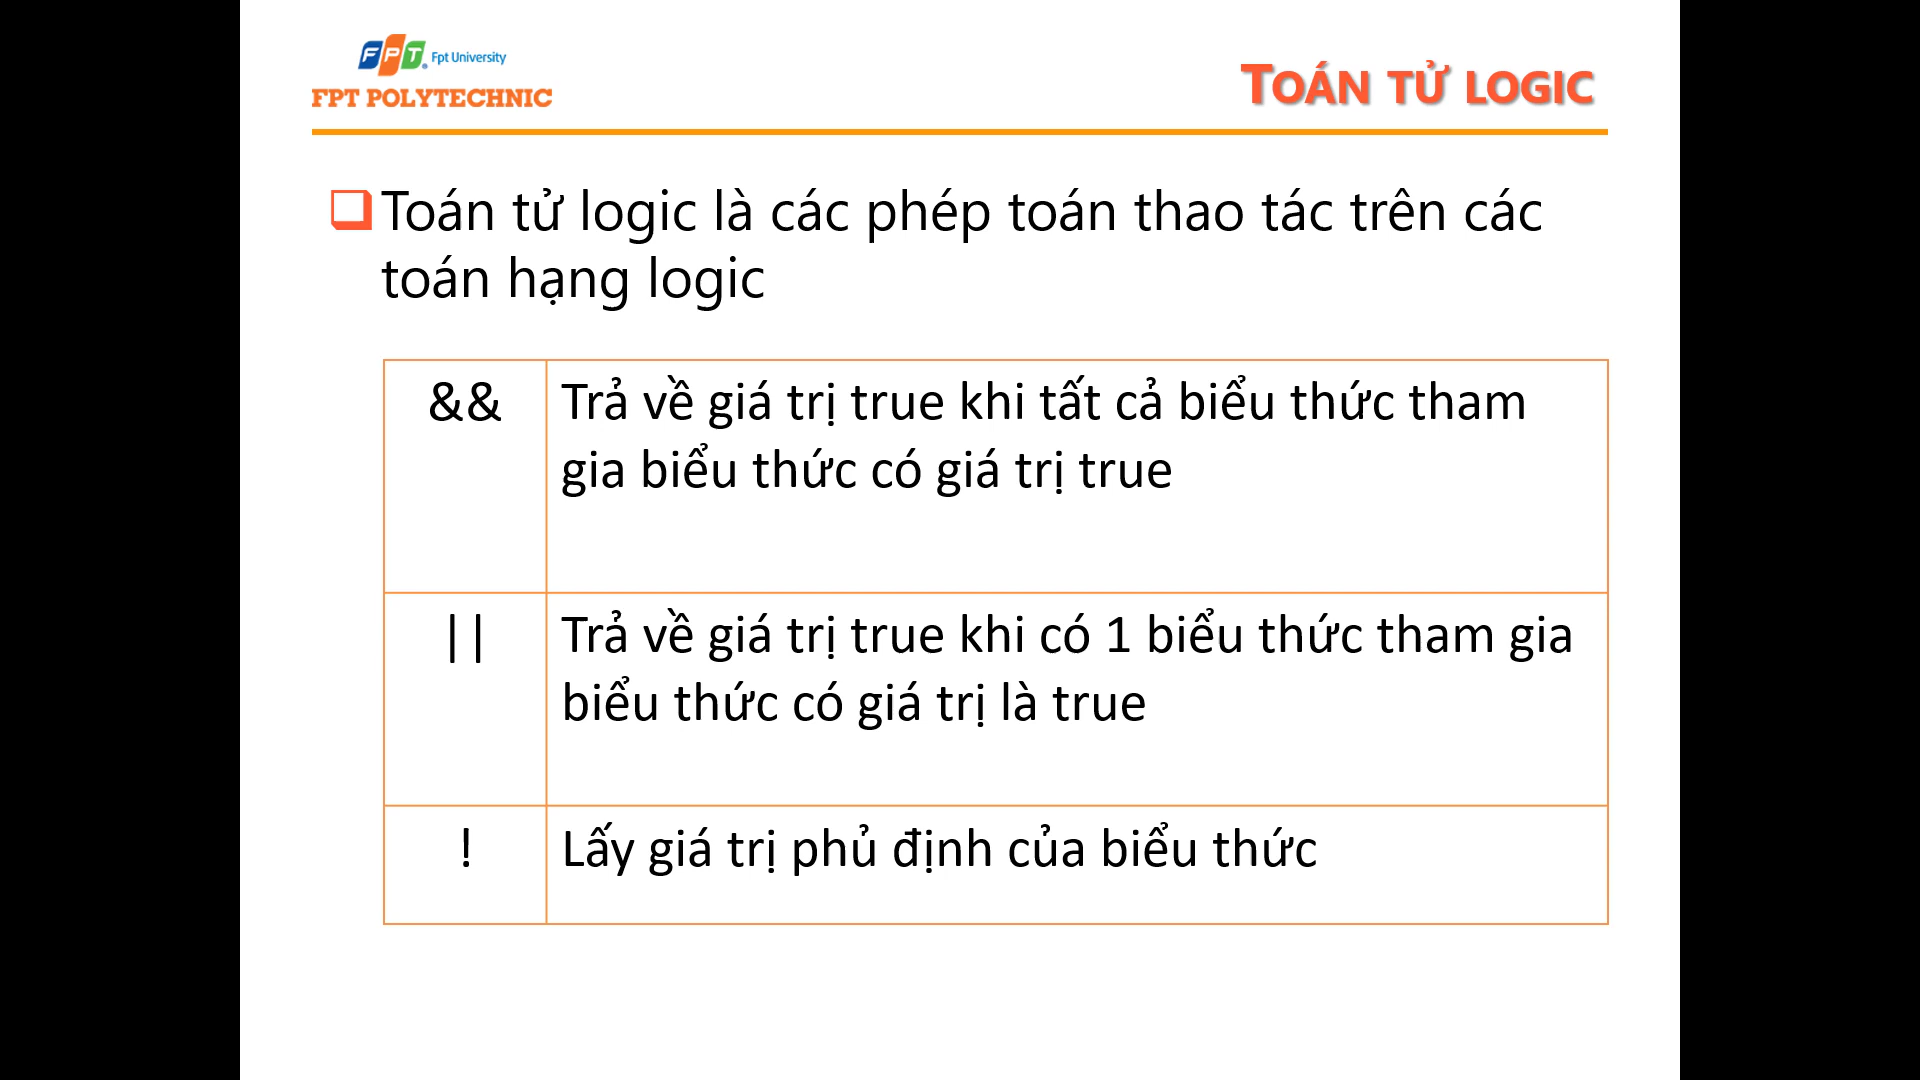 FPT Fpt University
FPT POLYTECHNIC
TOÁN TỬ LOGIC
Toán tử logic là các phép toán thao tác trên các
toán hạng logic
&& Trả về giá trị true khi tất cả biểu thức tham
gia biểu thức có giá trị true
|| Trả về giá trị true khi có 1 biểu thức tham gia
biểu thức có giá trị là true
! Lấy giá trị phủ định của biểu thức